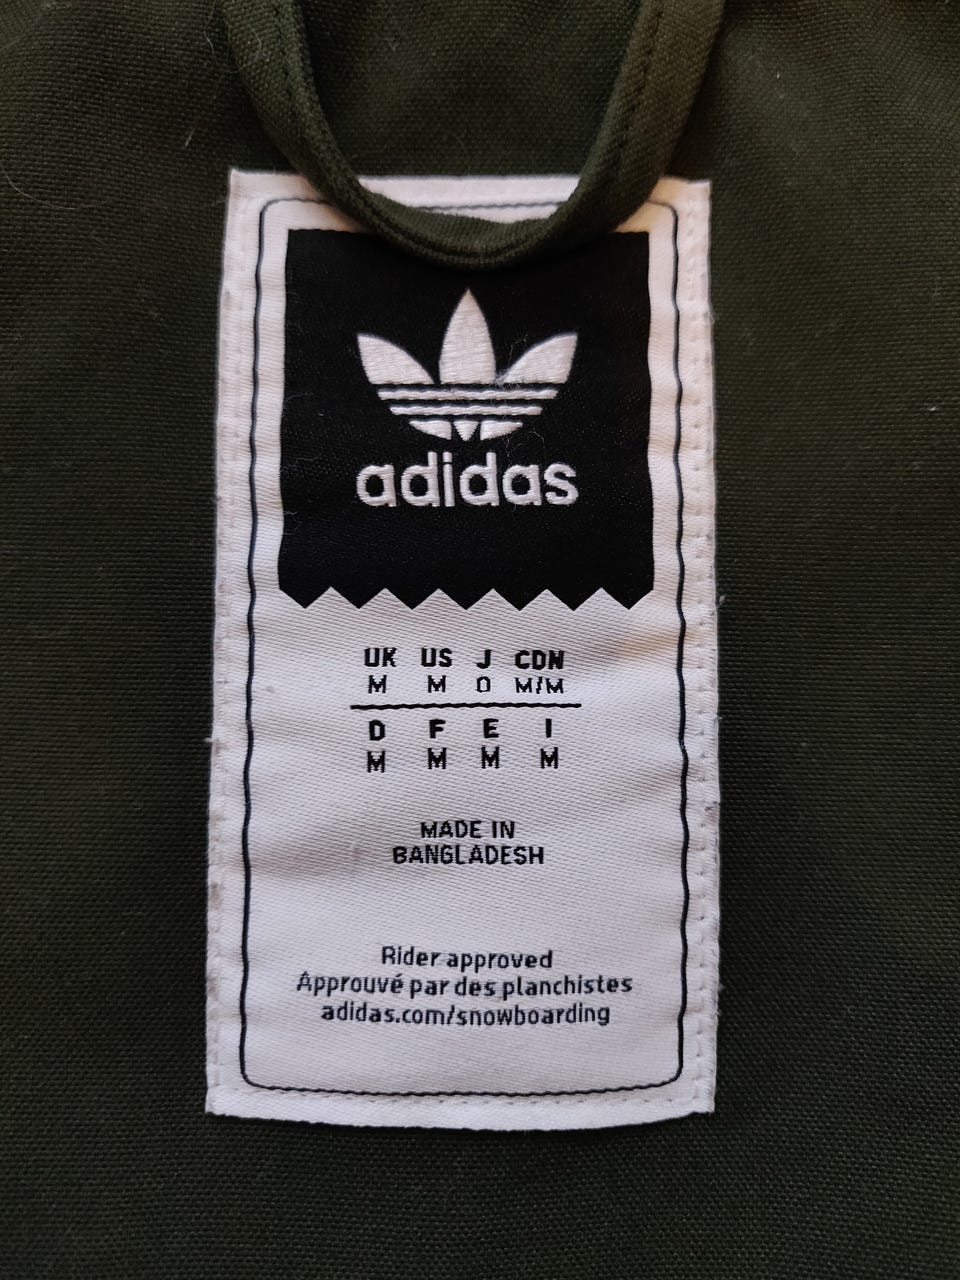 adidas
UK US J CDN
M M O M/M
D F E I
M M M M
MADE IN
BANGLADESH
Rider approved
Approuvé par des planchistes
adidas.com/snowboarding